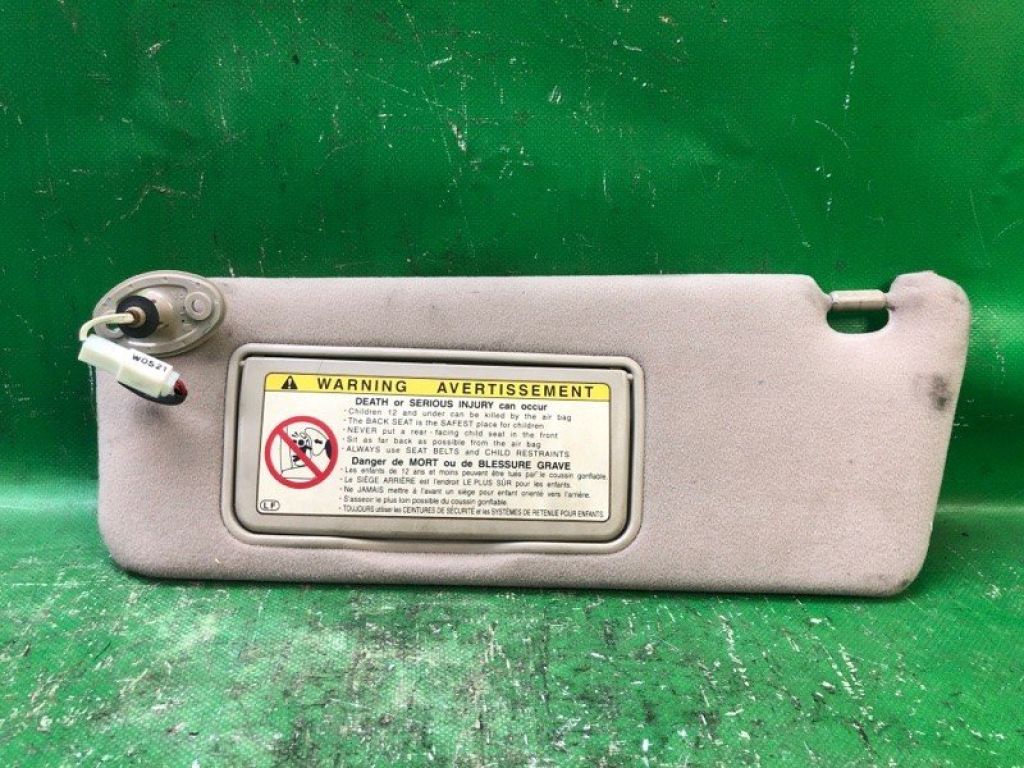 WD521
WARNING AVERTISSEMENT
DEATH or SERIOUS INJURY can occur
· Children 12 and under can be killed by the air bag
· The BACK SEAT is the SAFEST place for children
· NEVER put a rear-facing child seat in the front
· Sit as far back as possible from the air bag
· ALWAYS use SEAT BELTS and CHILD RESTRAINTS
Danger de MORT ou de BLESSURE GRAVE
· Les enfants de 12 ans et moins peuvent être tués par le coussin gonflable.
· Le SIÈGE ARRIÈRE est l'endroit LE PLUS SÛR pour les enfants.
· Ne JAMAIS mettre à l'avant un siège pour enfant orienté vers l'arrière.
· S'asseoir le plus loin possible du coussin gonflable.
· TOUJOURS utiliser les CEINTURES DE SÉCURITÉ et les SYSTÈMES DE RETENUE POUR ENFANTS.
LF